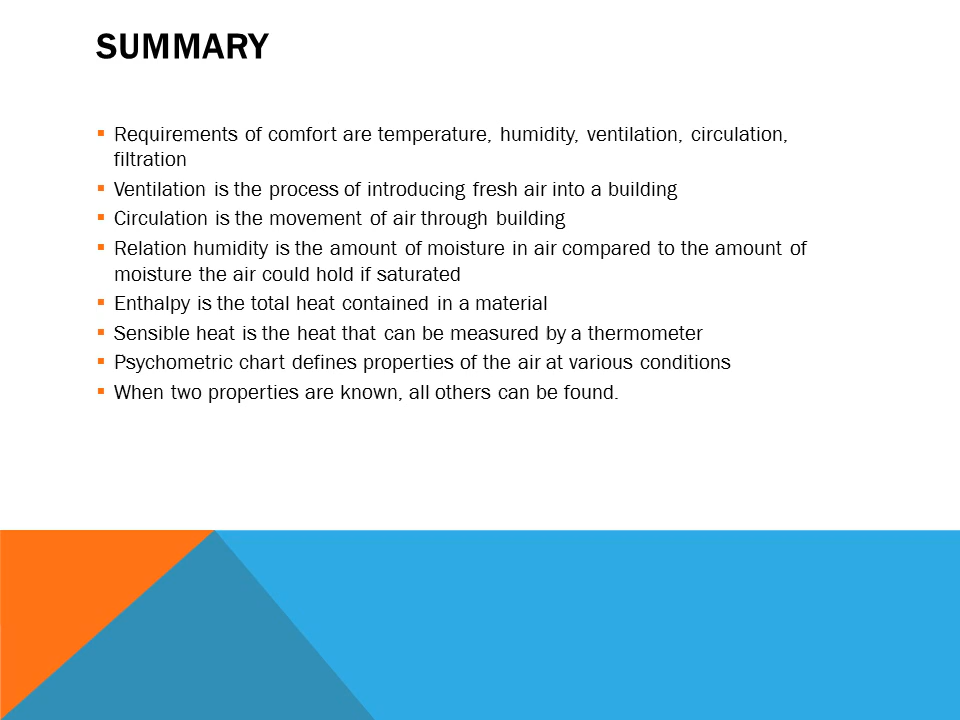 SUMMARY
▪ Requirements of comfort are temperature, humidity, ventilation, circulation,
filtration
▪ Ventilation is the process of introducing fresh air into a building
▪ Circulation is the movement of air through building
▪ Relation humidity is the amount of moisture in air compared to the amount of
moisture the air could hold if saturated
▪ Enthalpy is the total heat contained in a material
▪ Sensible heat is the heat that can be measured by a thermometer
▪ Psychometric chart defines properties of the air at various conditions
▪ When two properties are known, all others can be found.